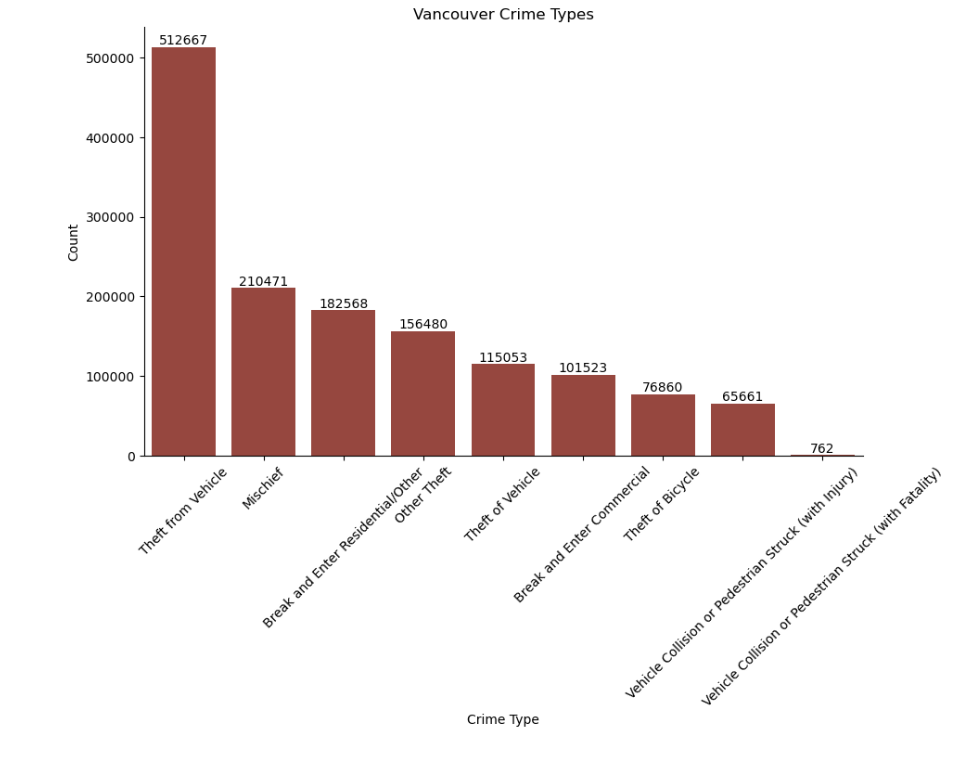 Vancouver Crime Types
512667
500000
400000
300000
Count
210471
200000
182568
156480
115053
101523
100000
76860
65661
762
0
Theft from Vehicle
Mischief
Break and Enter Residential/Other
Other Theft
Theft of Vehicle
Break and Enter Commercial
Theft of Bicycle
Vehicle Collision or Pedestrian Struck (with Injury)
Vehicle Collision or Pedestrian Struck (with Fatality)
Crime Type